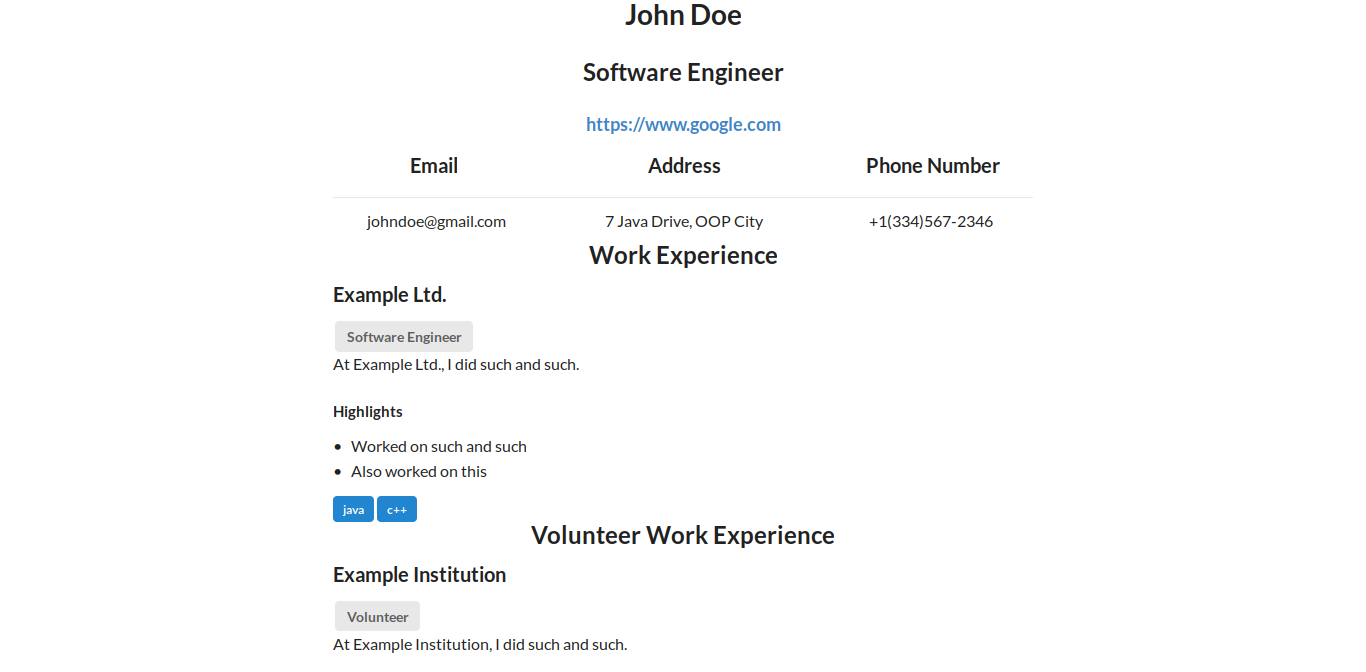 John Doe
Software Engineer
https://www.google.com
Email Address Phone Number
johndoe@gmail.com 7 Java Drive, OOP City +1(334)567-2346
Work Experience
Example Ltd.
Software Engineer
At Example Ltd., I did such and such.
Highlights
• Worked on such and such
• Also worked on this
java c++
Volunteer Work Experience
Example Institution
Volunteer
At Example Institution, I did such and such.